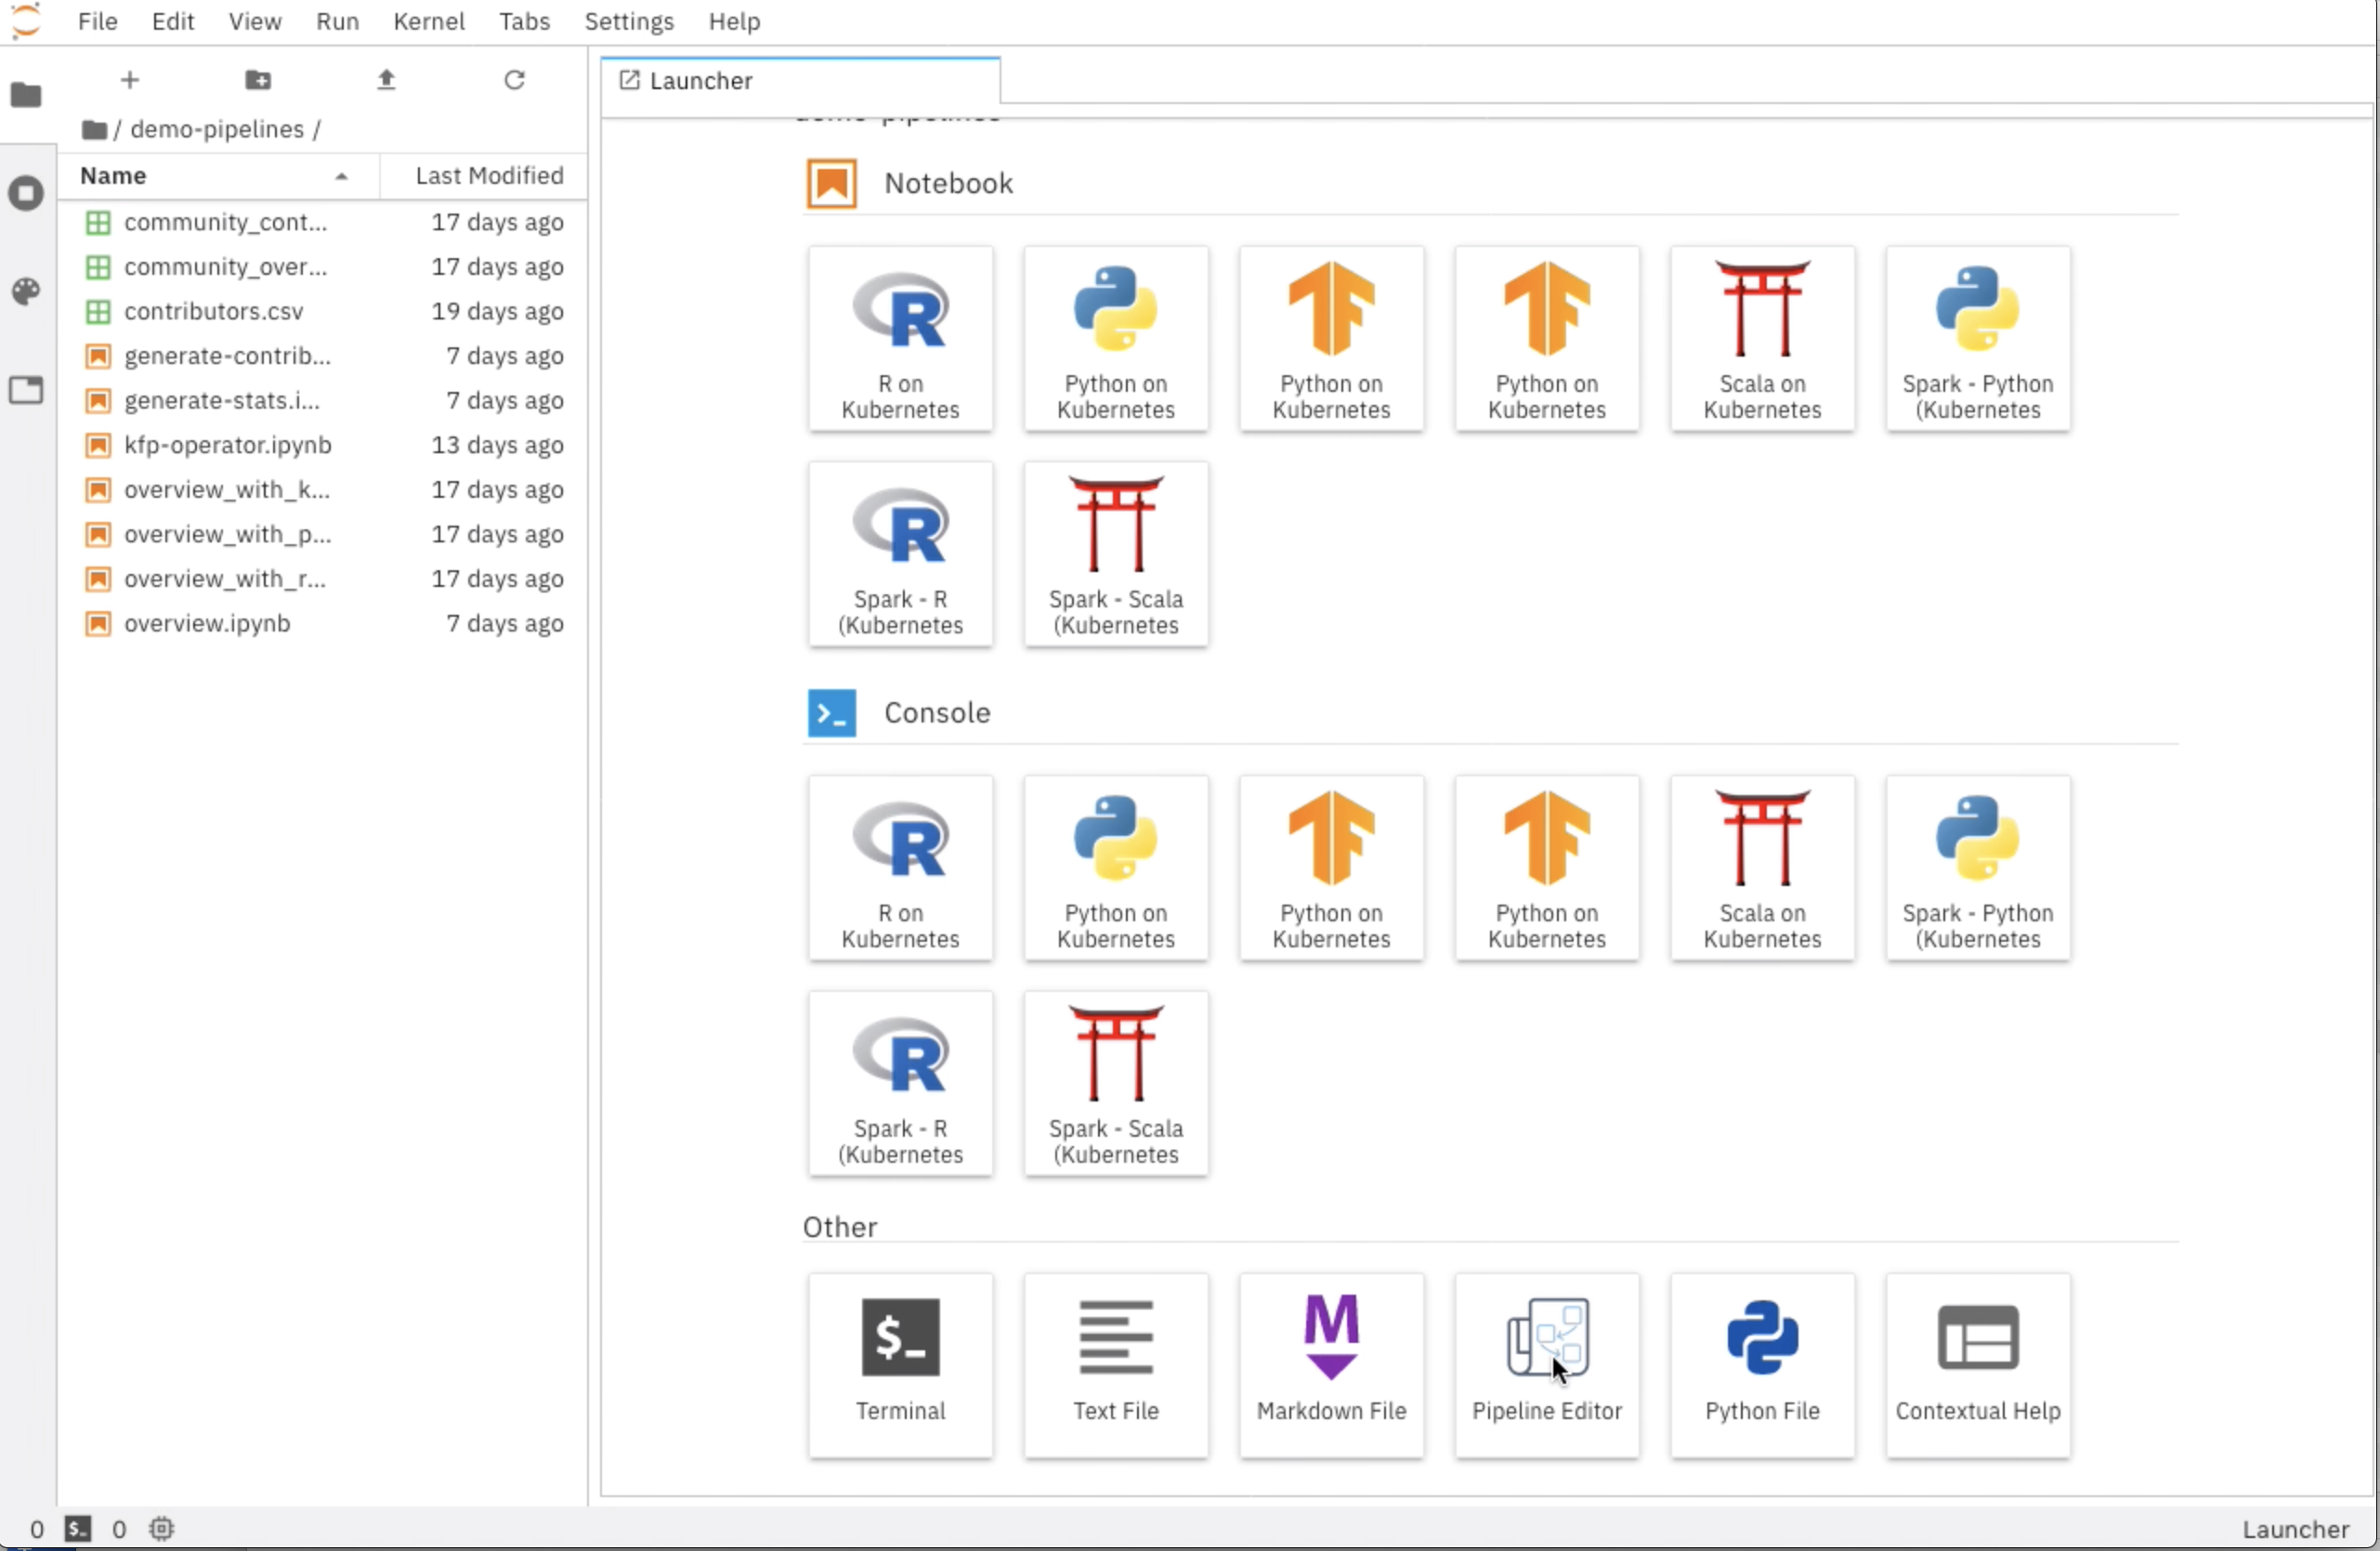 File Edit View Run Kernel Tabs Settings Help
/ demo-pipelines /
Name Last Modified
community_cont... 17 days ago
community_over... 17 days ago
contributors.csv 19 days ago
generate-contrib... 7 days ago
generate-stats.i... 7 days ago
kfp-operator.ipynb 13 days ago
overview_with_k... 17 days ago
overview_with_p... 17 days ago
overview_with_r... 17 days ago
overview.ipynb 7 days ago
Launcher
demo-pipelines
Notebook
R on
Kubernetes
Python on
Kubernetes
Python on
Kubernetes
Python on
Kubernetes
Scala on
Kubernetes
Spark - Python
(Kubernetes
Spark - R
(Kubernetes
Spark - Scala
(Kubernetes
Console
R on
Kubernetes
Python on
Kubernetes
Python on
Kubernetes
Python on
Kubernetes
Scala on
Kubernetes
Spark - Python
(Kubernetes
Spark - R
(Kubernetes
Spark - Scala
(Kubernetes
Other
$_
Terminal
Text File
M
Markdown File
Pipeline Editor
Python File
Contextual Help
0 $_ 0
Launcher